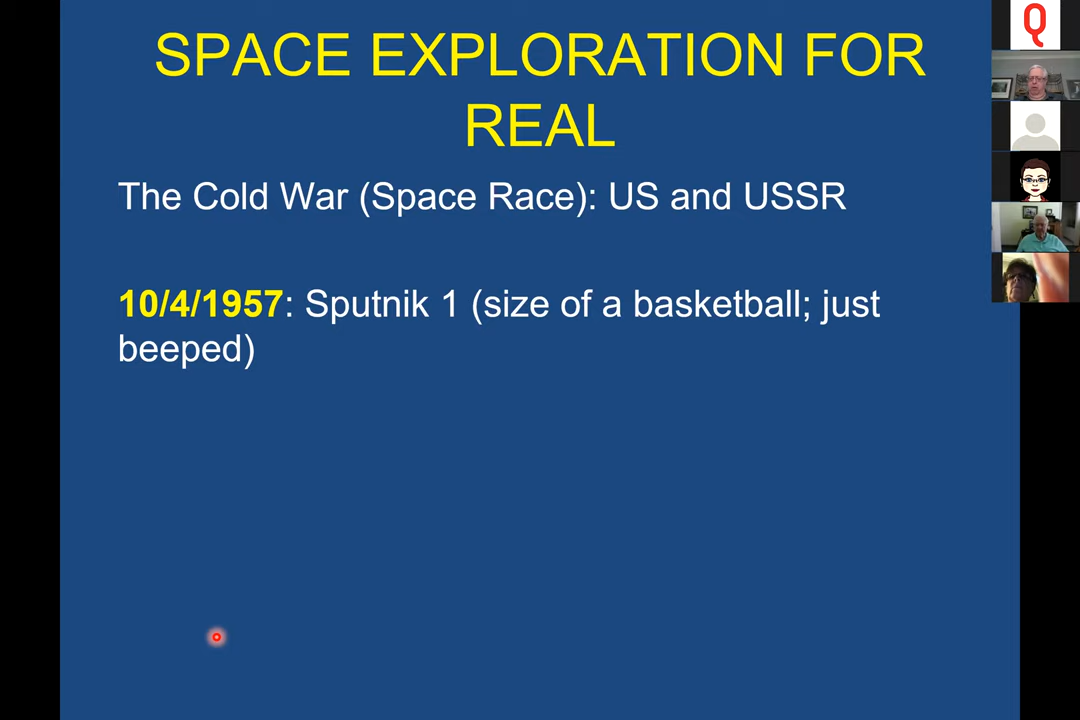 SPACE EXPLORATION FOR
REAL
The Cold War (Space Race): US and USSR
10/4/1957: Sputnik 1 (size of a basketball; just
beeped)
Q